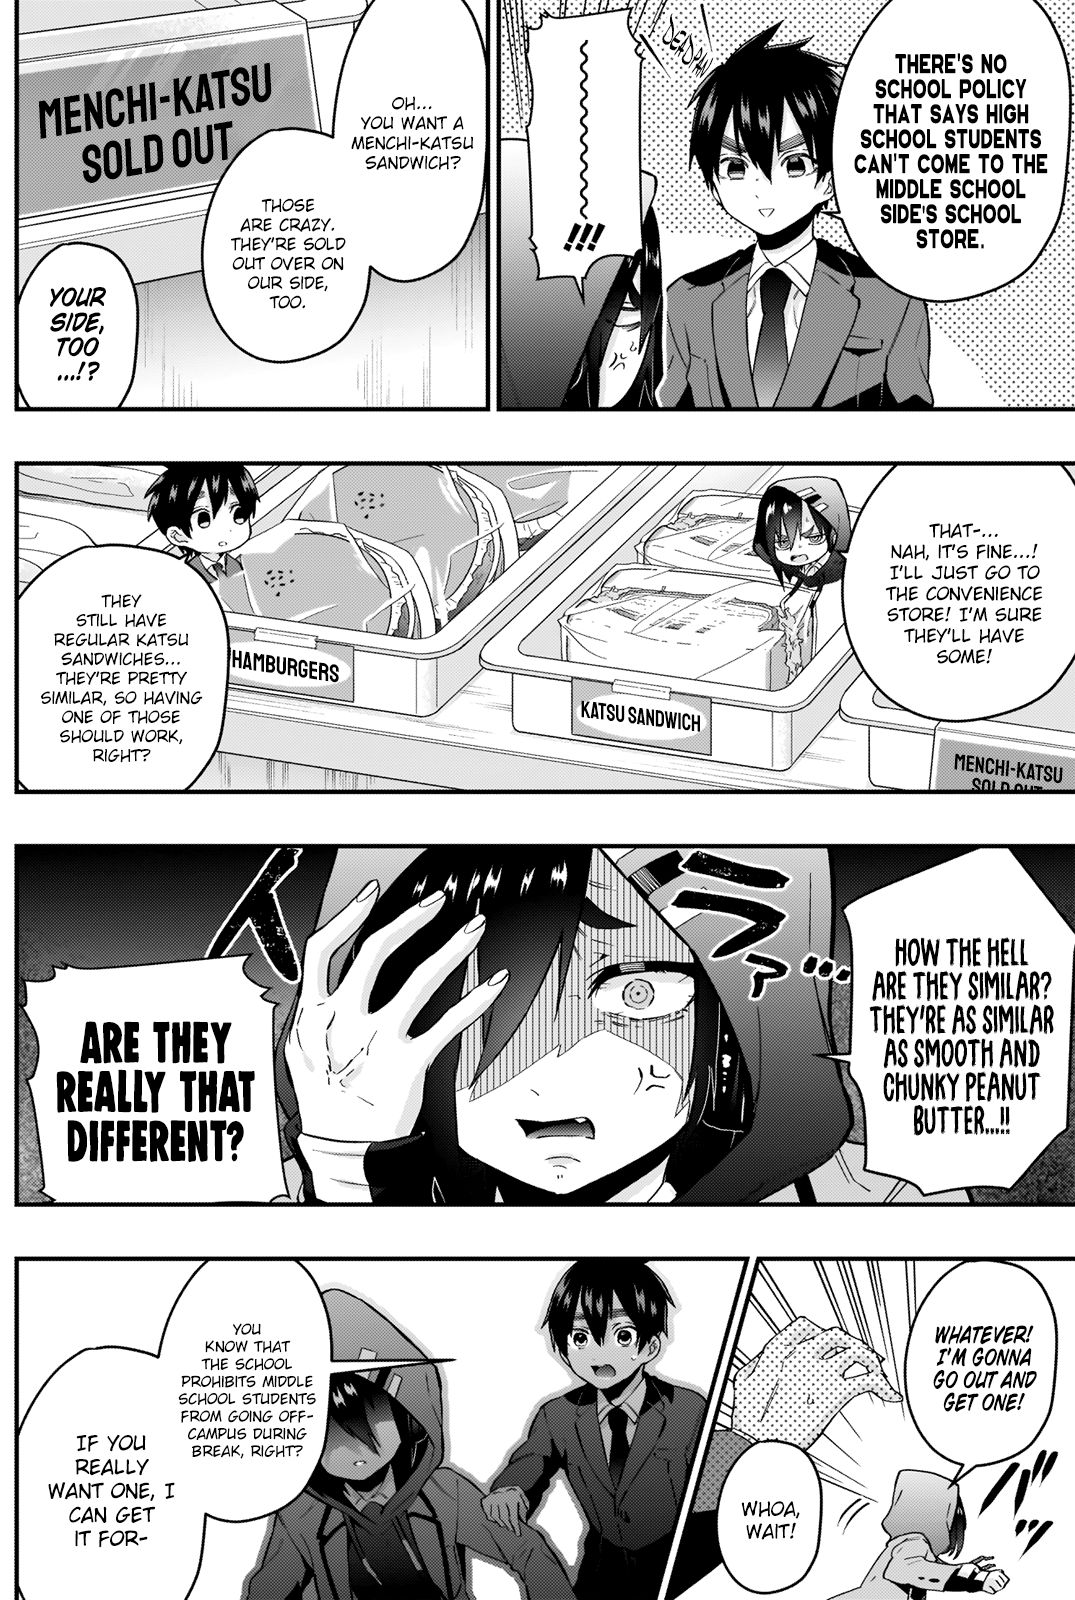 THERE'S NO
SCHOOL POLICY
THAT SAYS HIGH
SCHOOL STUDENTS
CAN'T COME TO THE
MIDDLE SCHOOL
SIDE'S SCHOOL
STORE.
DEADPAN
!!!
OH...
YOU WANT A
MENCHI-KATSU
SANDWICH?
MENCHI-KATSU
SOLD OUT
THOSE
ARE CRAZY.
THEY'RE SOLD
OUT OVER ON
OUR SIDE,
TOO.
YOUR
SIDE,
TOO
...!?
THAT-...
NAH, IT'S FINE...!
I'LL JUST GO TO
THE CONVENIENCE
STORE! I'M SURE
THEY'LL HAVE
SOME!
THEY
STILL HAVE
REGULAR KATSU
SANDWICHES...
THEY'RE PRETTY
SIMILAR, SO HAVING
ONE OF THOSE
SHOULD WORK,
RIGHT?
HAMBURGERS
KATSU SANDWICH
MENCHI-KATSU
SOLD OUT
HOW THE HELL
ARE THEY SIMILAR?
THEY'RE AS SIMILAR
AS SMOOTH AND
CHUNKY PEANUT
BUTTER...!!
イラァ…
ARE THEY
REALLY THAT
DIFFERENT?
WHATEVER!
I'M GONNA
GO OUT AND
GET ONE!
WHOA,
WAIT!
YOU
KNOW THAT
THE SCHOOL
PROHIBITS MIDDLE
SCHOOL STUDENTS
FROM GOING OFF-
CAMPUS DURING
BREAK, RIGHT?
IF YOU
REALLY
WANT ONE, I
CAN GET
IT FOR-